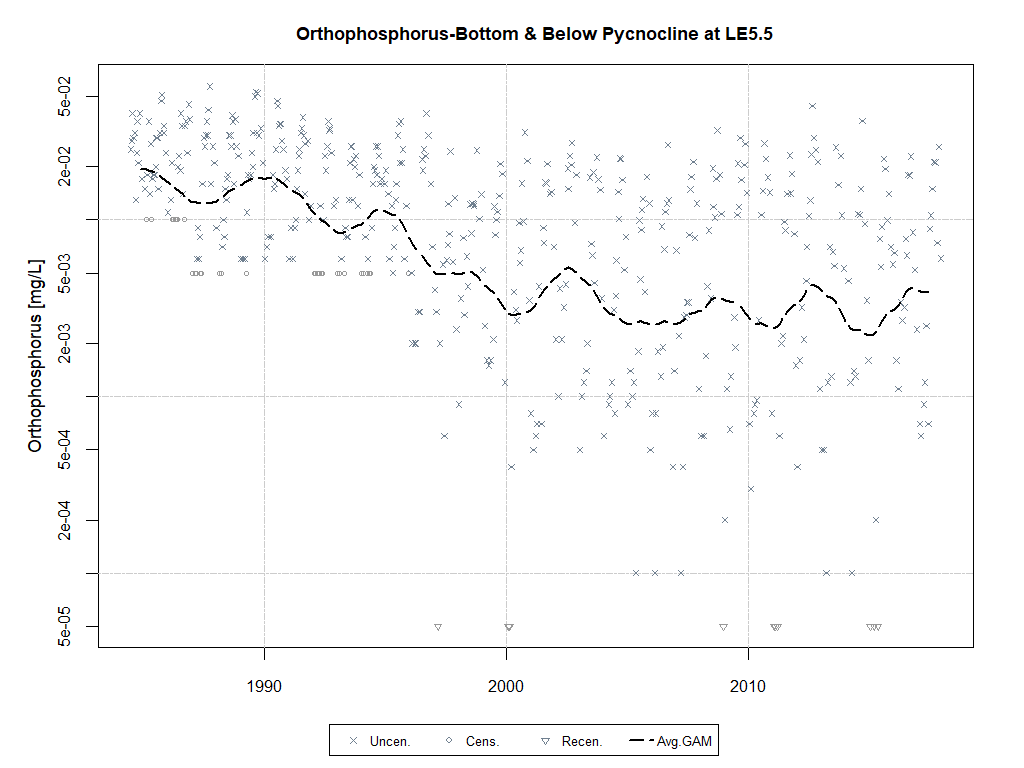 Orthophosphorus-Bottom & Below Pycnocline at LE5.5
Orthophosphorus [mg/L]
5e-02
2e-02
5e-03
2e-03
5e-04
2e-04
5e-05
1990 2000 2010
Uncen. Cens. Recen. Avg.GAM